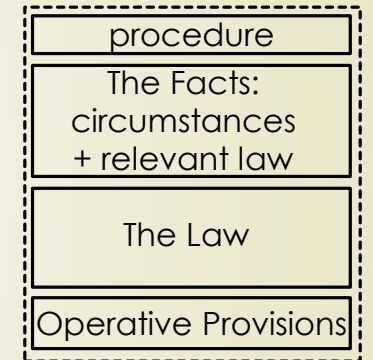 procedure
The Facts:
circumstances
+ relevant law
The Law
Operative Provisions